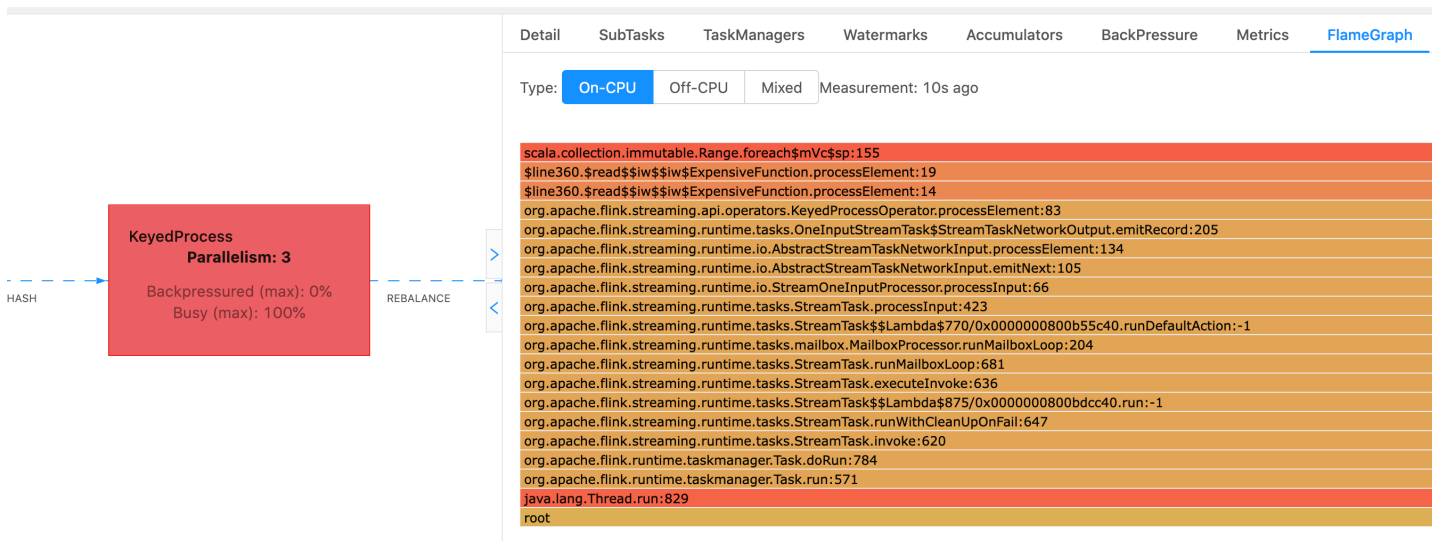 Detail SubTasks TaskManagers Watermarks Accumulators BackPressure Metrics FlameGraph
Type: On-CPU Off-CPU Mixed Measurement: 10s ago
KeyedProcess
Parallelism: 3
Backpressured (max): 0%
Busy (max): 100%
HASH
REBALANCE
scala.collection.immutable.Range.foreach$mVc$sp:155
$line360.$read$$iw$$iw$ExpensiveFunction.processElement:19
$line360.$read$$iw$$iw$ExpensiveFunction.processElement:14
org.apache.flink.streaming.api.operators.KeyedProcessOperator.processElement:83
org.apache.flink.streaming.runtime.tasks.OneInputStreamTask$StreamTaskNetworkOutput.emitRecord:205
org.apache.flink.streaming.runtime.io.AbstractStreamTaskNetworkInput.processElement:134
org.apache.flink.streaming.runtime.io.AbstractStreamTaskNetworkInput.emitNext:105
org.apache.flink.streaming.runtime.io.StreamOneInputProcessor.processInput:66
org.apache.flink.streaming.runtime.tasks.StreamTask.processInput:423
org.apache.flink.streaming.runtime.tasks.StreamTask$$Lambda$770/0x0000000800b55c40.runDefaultAction:-1
org.apache.flink.streaming.runtime.tasks.mailbox.MailboxProcessor.runMailboxLoop:204
org.apache.flink.streaming.runtime.tasks.StreamTask.runMailboxLoop:681
org.apache.flink.streaming.runtime.tasks.StreamTask.executeInvoke:636
org.apache.flink.streaming.runtime.tasks.StreamTask$$Lambda$875/0x0000000800bdcc40.run:-1
org.apache.flink.streaming.runtime.tasks.StreamTask.runWithCleanUpOnFail:647
org.apache.flink.streaming.runtime.tasks.StreamTask.invoke:620
org.apache.flink.runtime.taskmanager.Task.doRun:784
org.apache.flink.runtime.taskmanager.Task.run:571
java.lang.Thread.run:829
root